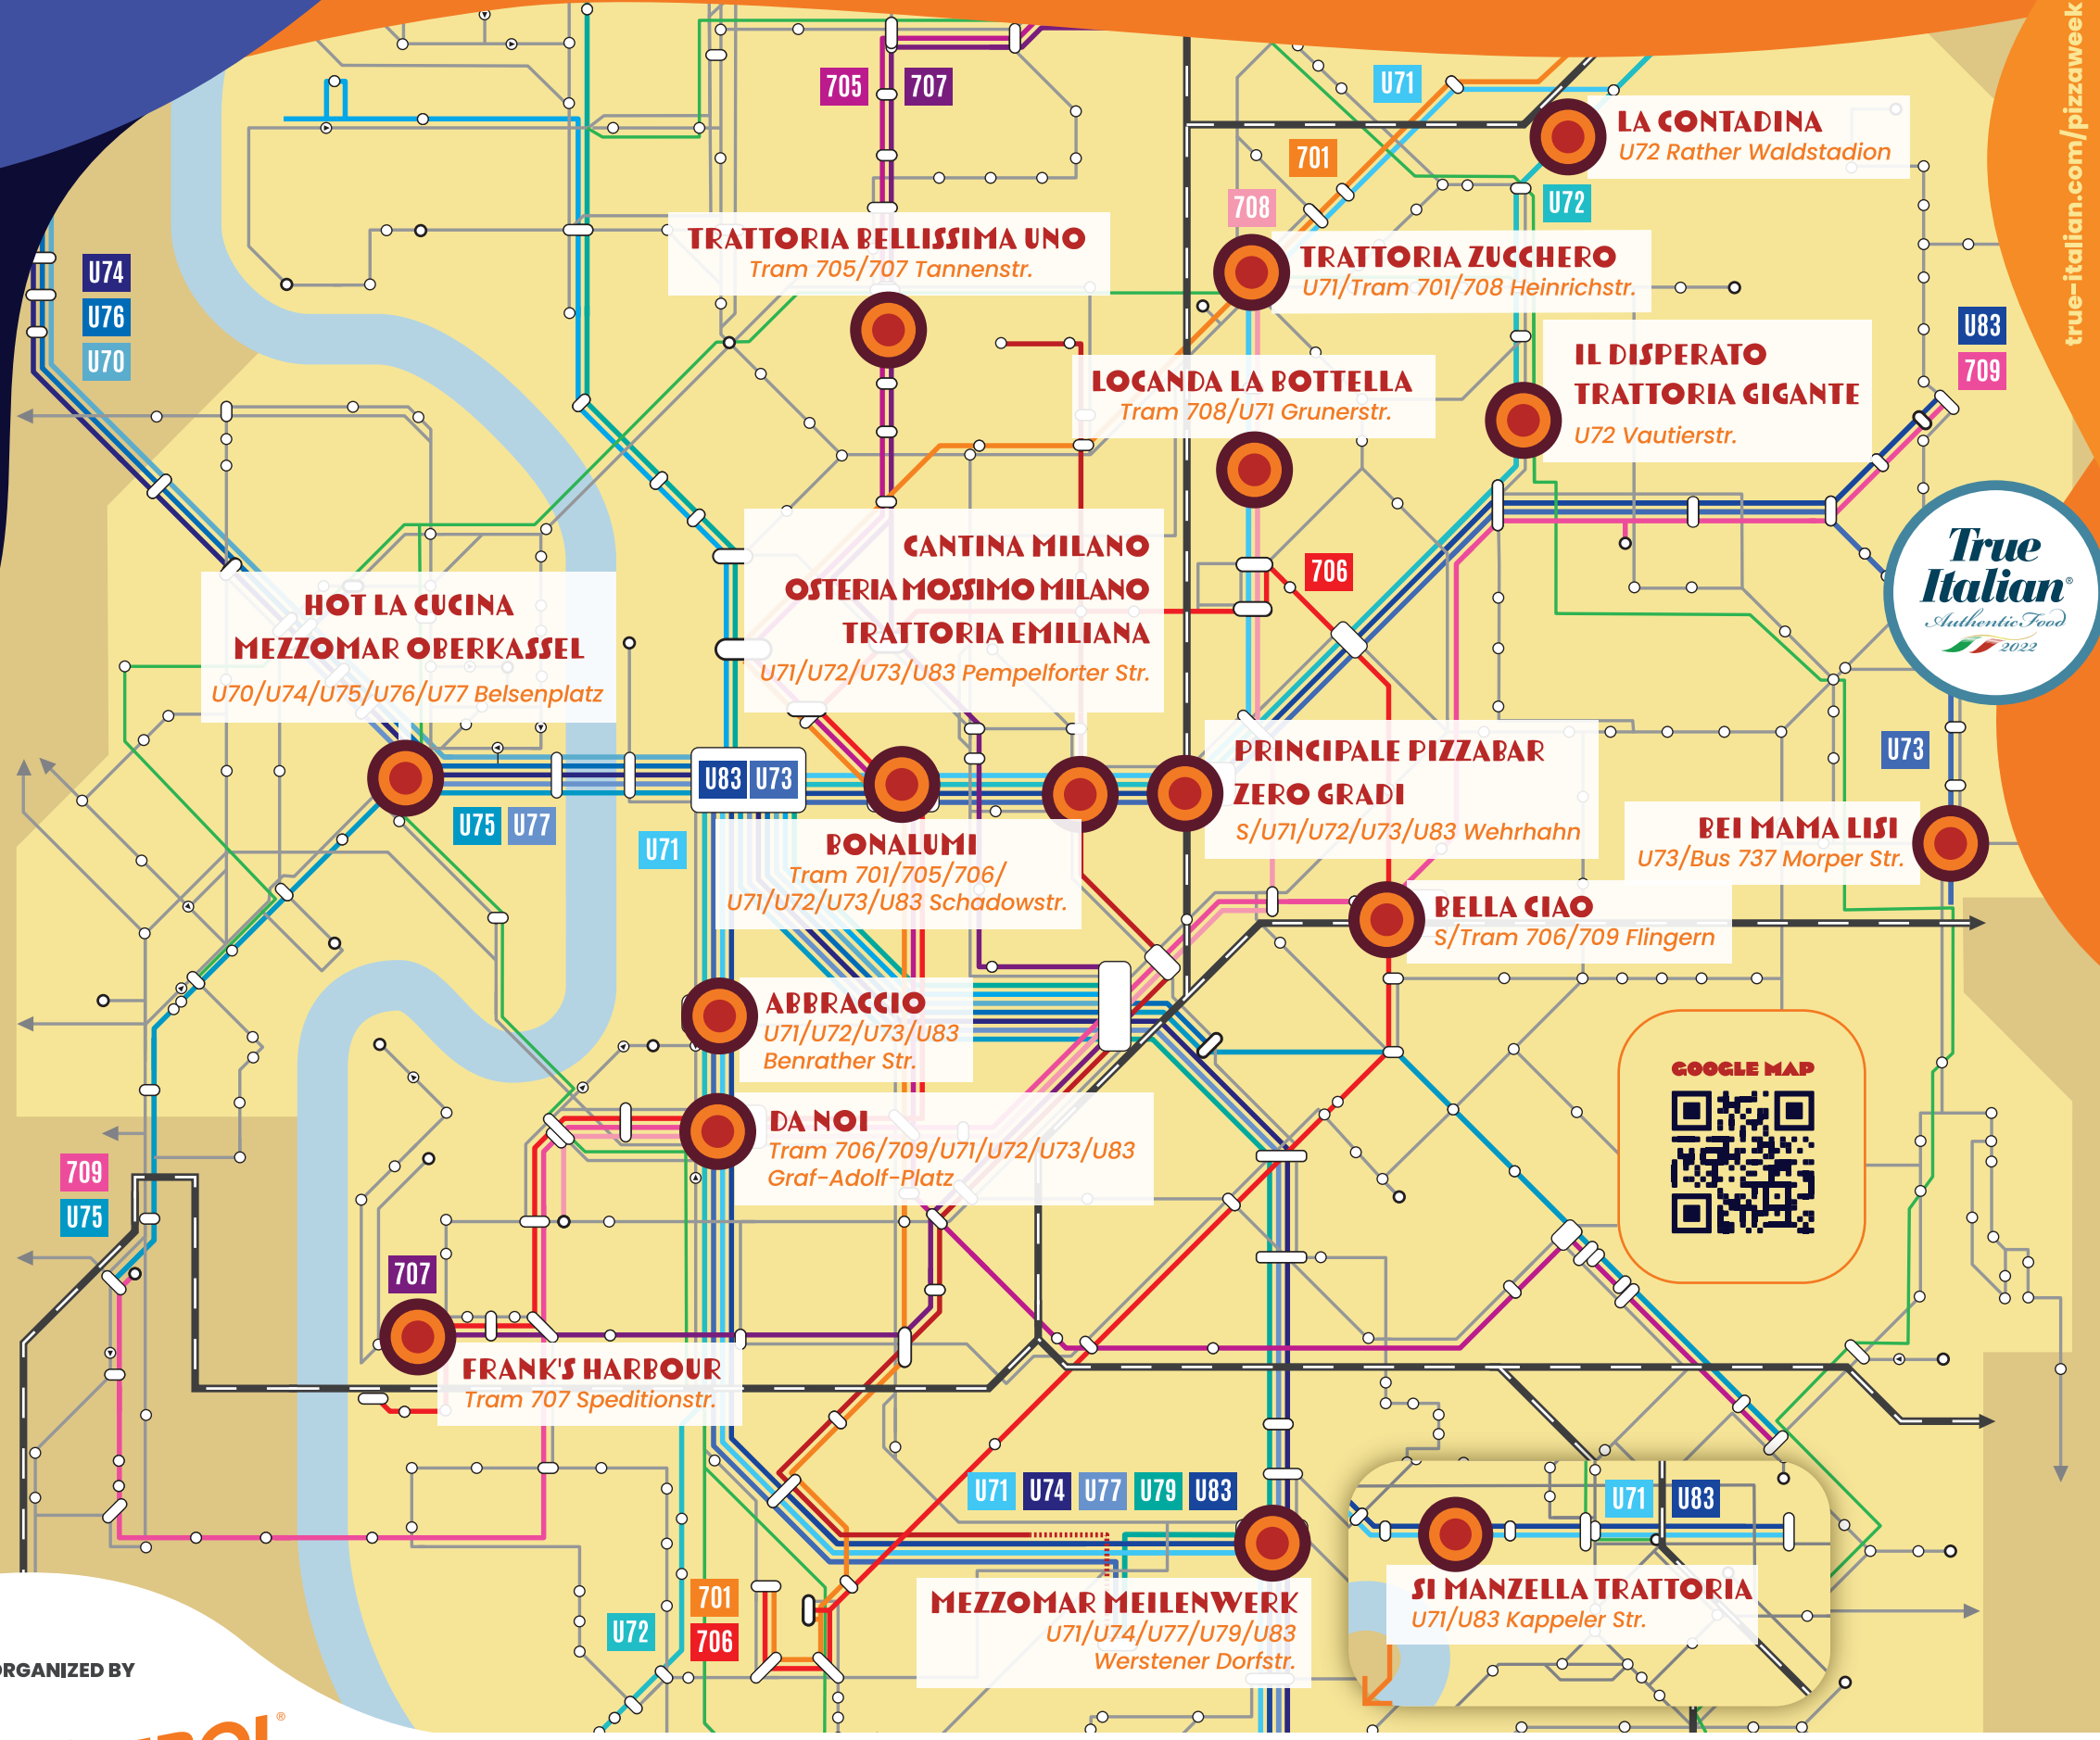 true-italian.com/pizzaweek
705
707
U71
701
708
LA CONTADINA
U72 Rather Waldstadion
U72
TRATTORIA BELLISSIMA UNO
Tram 705/707 Tannenstr.
TRATTORIA ZUCCHERO
U71/Tram 701/708 Heinrichstr.
U74
U76
U70
U83
709
IL DISPERATO
TRATTORIA GIGANTE
U72 Vautierstr.
LOCANDA LA BOTTELLA
Tram 708/U71 Grunerstr.
CANTINA MILANO
OSTERIA MOSSIMO MILANO
TRATTORIA EMILIANA
U71/U72/U73/U83 Pempelforter Str.
706
True
Italian®
Authentic Food
2022
HOT LA CUCINA
MEZZOMAR OBERKASSEL
U70/U74/U75/U76/U77 Belsenplatz
U83 U73
U75 U77
U71
PRINCIPALE PIZZABAR
ZERO GRADI
S/U71/U72/U73/U83 Wehrhahn
U73
BEI MAMA LISI
U73/Bus 737 Morper Str.
BONALUMI
Tram 701/705/706/
U71/U72/U73/U83 Schadowstr.
BELLA CIAO
S/Tram 706/709 Flingern
ABBRACCIO
U71/U72/U73/U83
Benrather Str.
GOOGLE MAP
DA NOI
Tram 706/709/U71/U72/U73/U83
Graf-Adolf-Platz
709
U75
707
FRANK'S HARBOUR
Tram 707 Speditionstr.
U71 U74 U77 U79 U83
U71 U83
MEZZOMAR MEILENWERK
U71/U74/U77/U79/U83
Werstener Dorfstr.
SI MANZELLA TRATTORIA
U71/U83 Kappeler Str.
U72
701
706
ORGANIZED BY